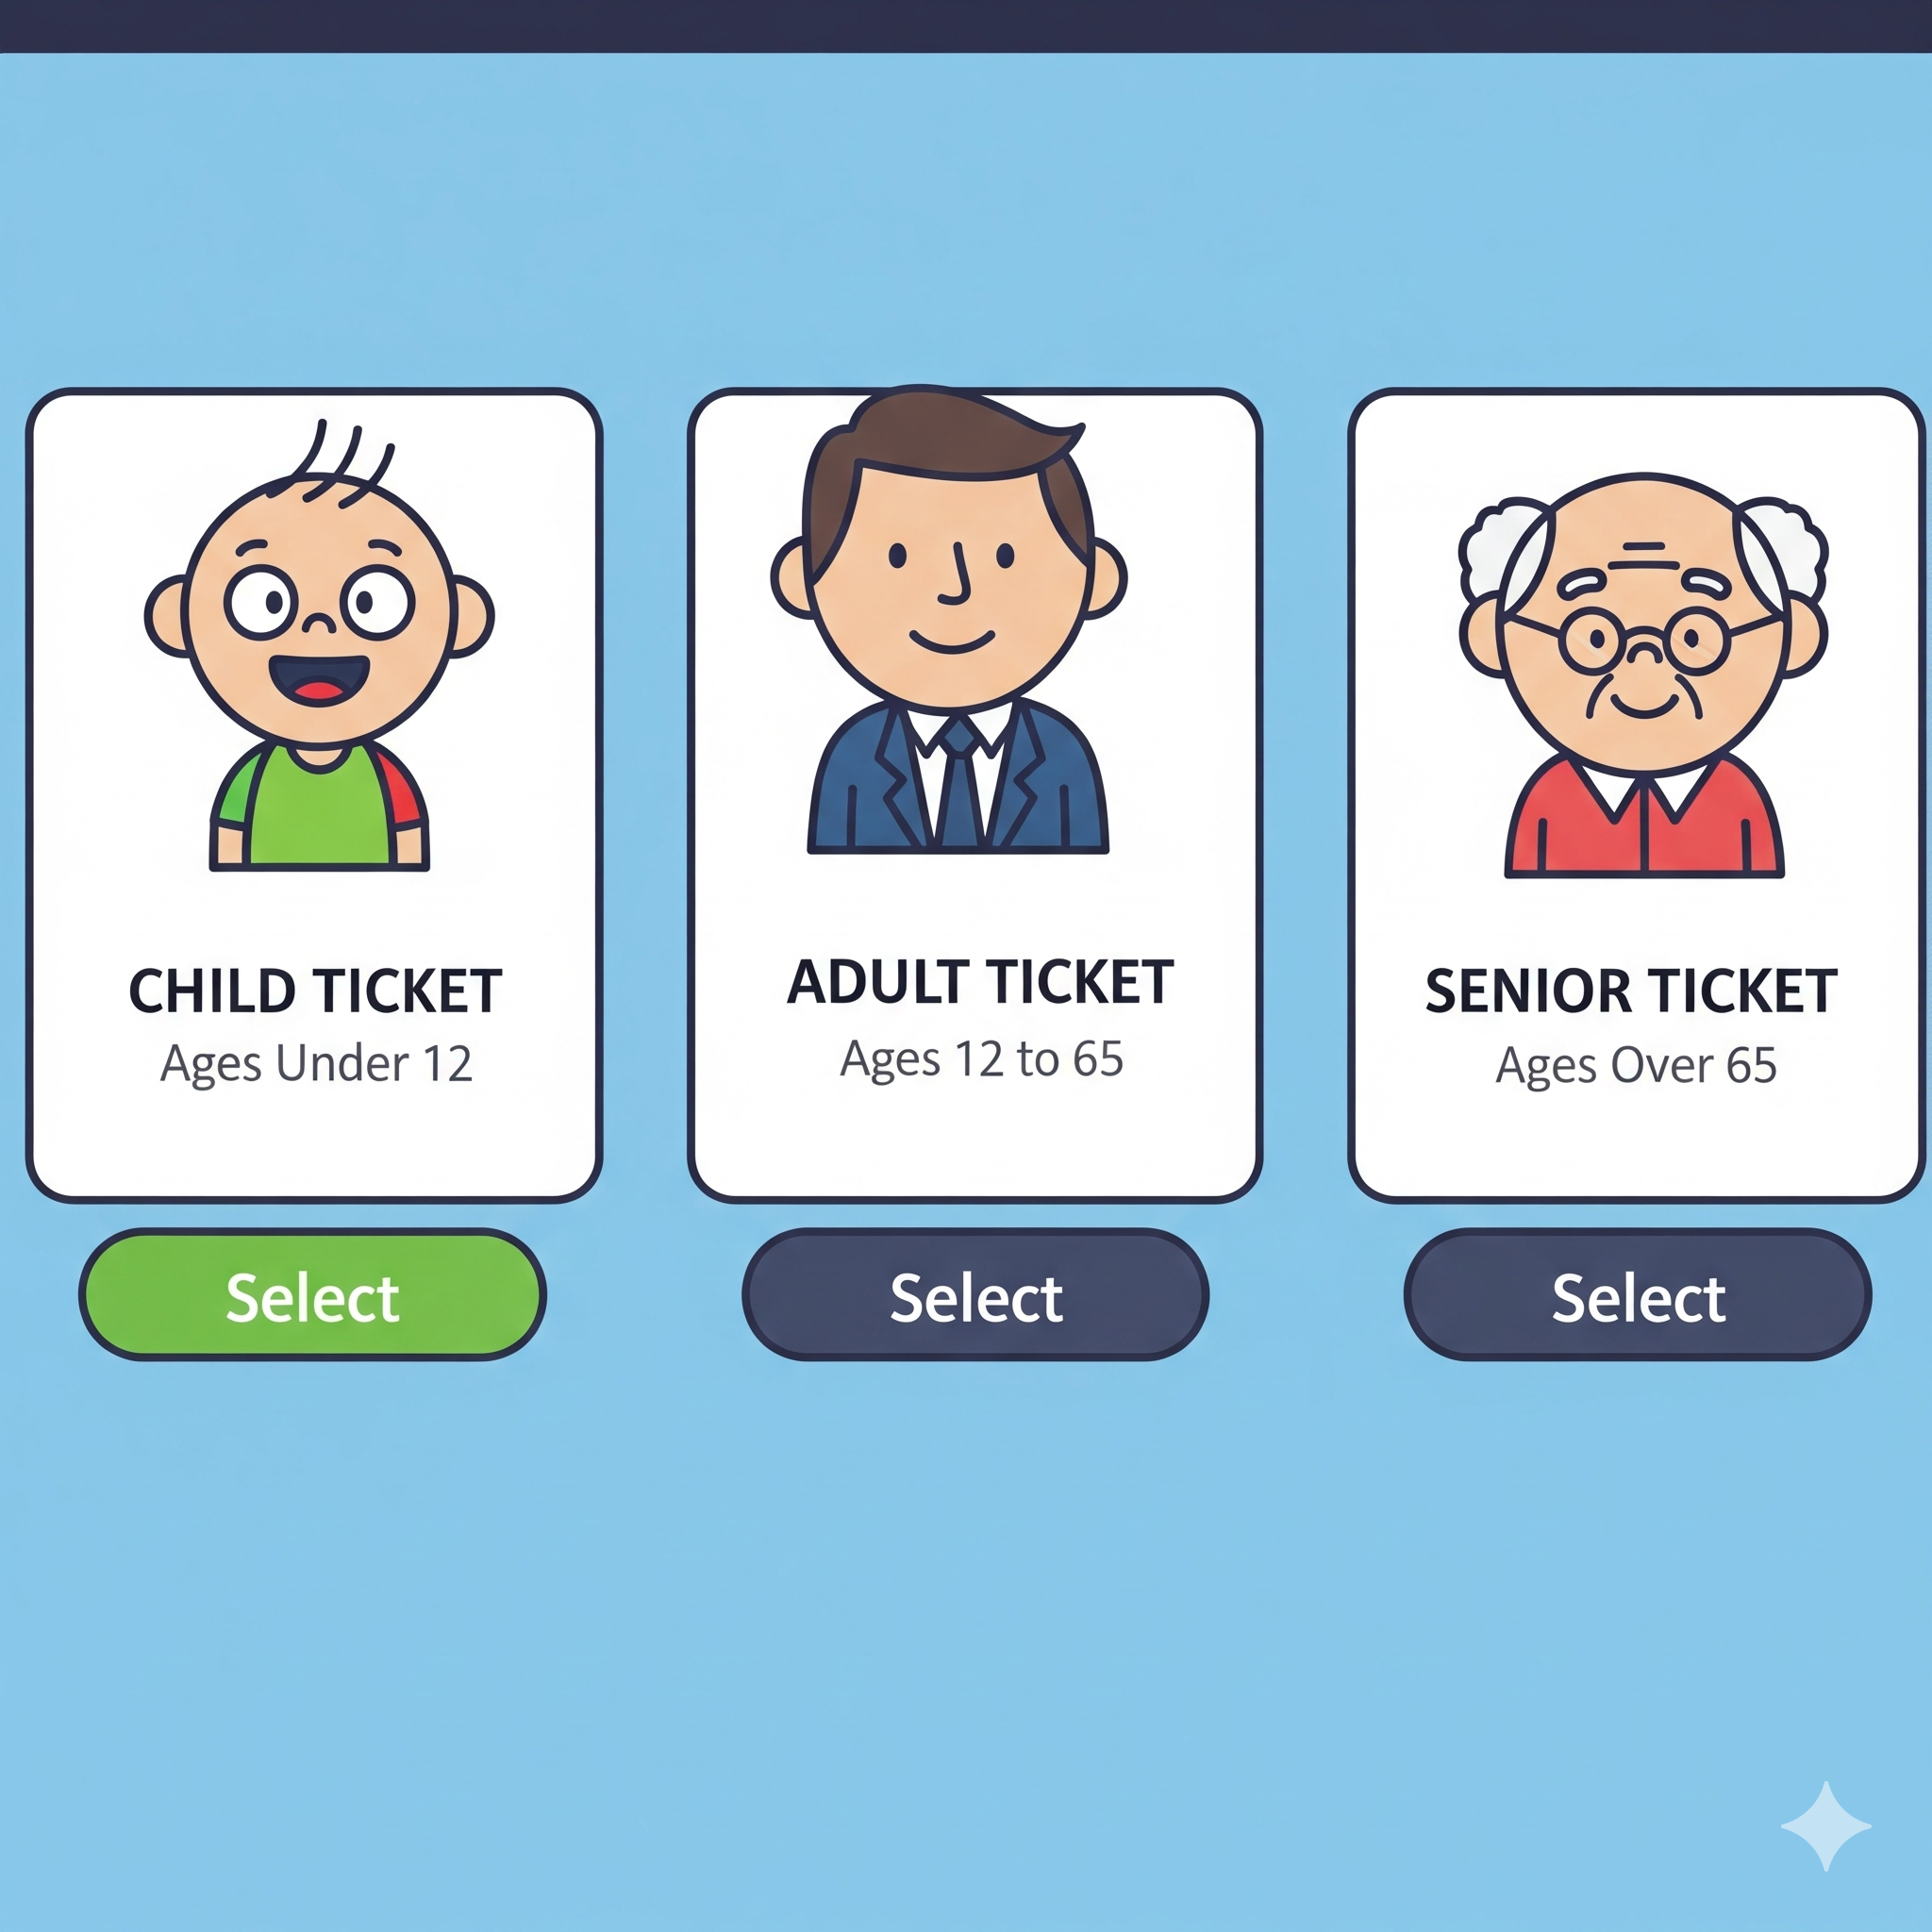 CHILD TICKET
Ages Under 12
Select
ADULT TICKET
Ages 12 to 65
Select
SENIOR TICKET
Ages Over 65
Select